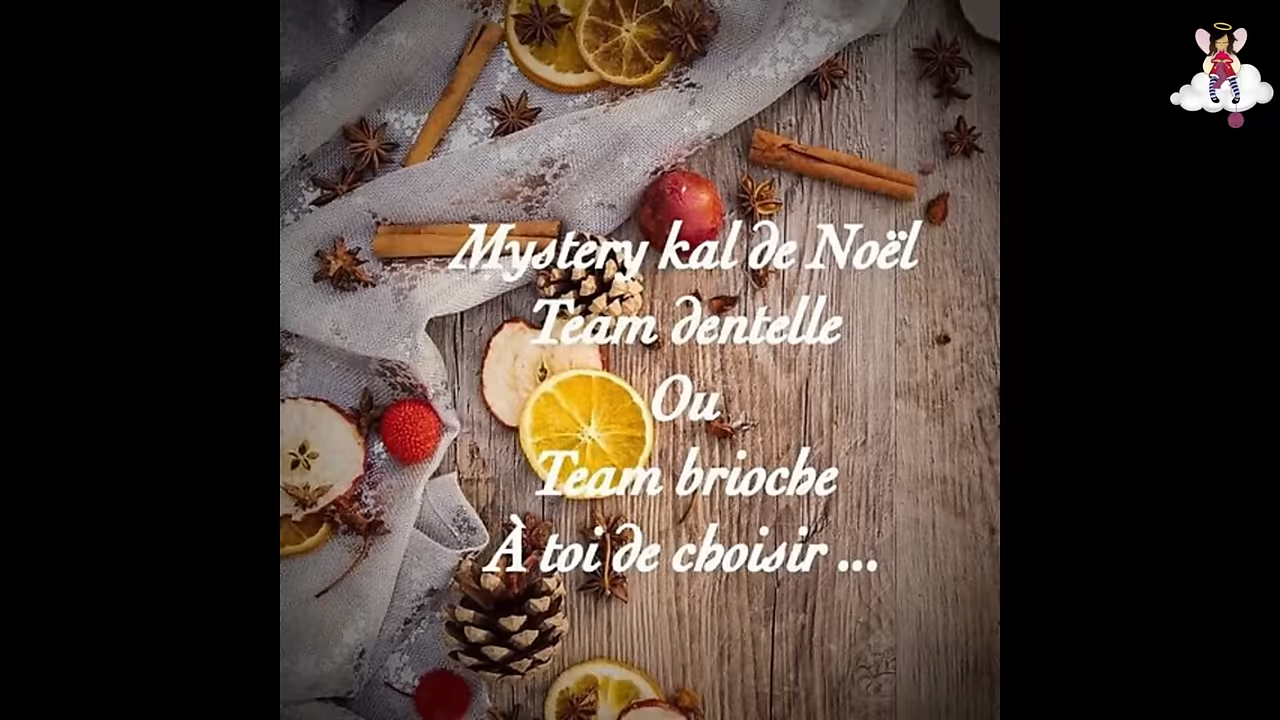 Mystery kal de Noël
Team dentelle
Ou
Team brioche
À toi de choisir ...